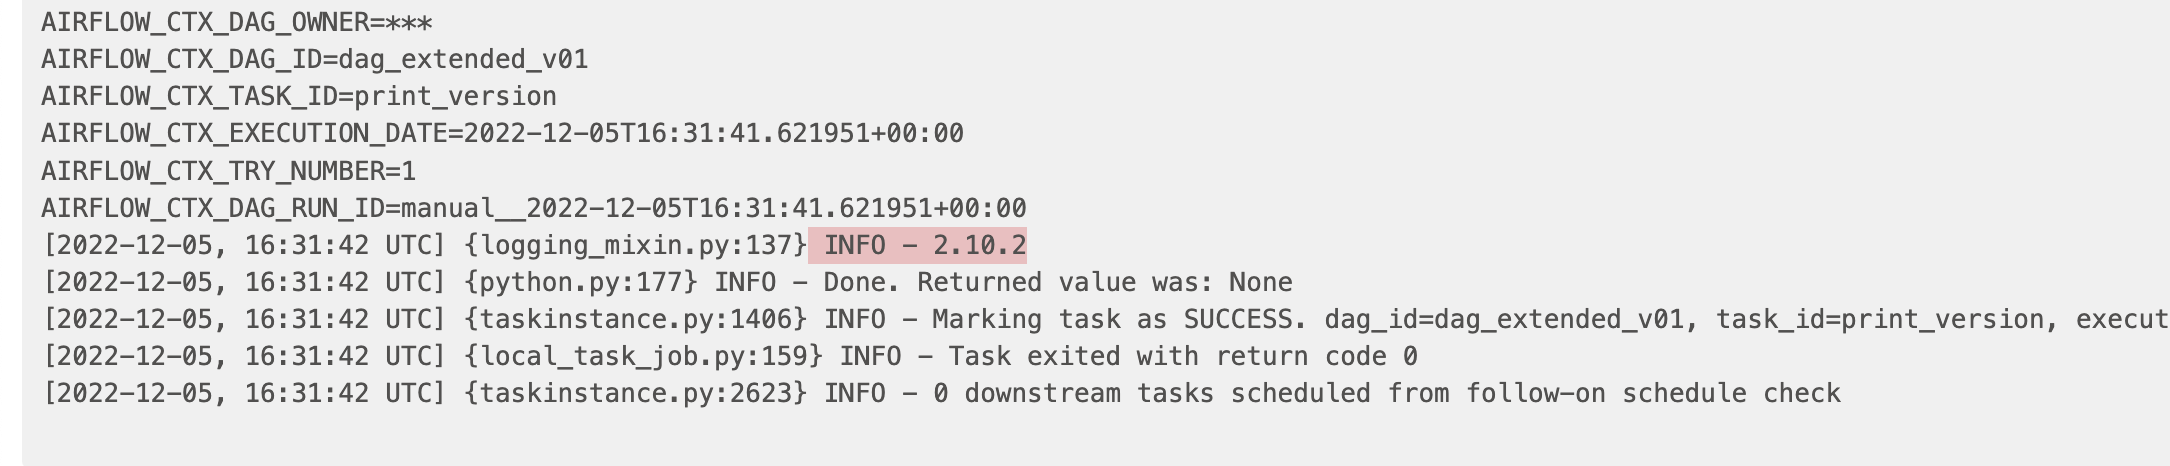 AIRFLOW_CTX_DAG_OWNER=***
AIRFLOW_CTX_DAG_ID=dag_extended_v01
AIRFLOW_CTX_TASK_ID=print_version
AIRFLOW_CTX_EXECUTION_DATE=2022-12-05T16:31:41.621951+00:00
AIRFLOW_CTX_TRY_NUMBER=1
AIRFLOW_CTX_DAG_RUN_ID=manual__2022-12-05T16:31:41.621951+00:00
[2022-12-05, 16:31:42 UTC] {logging_mixin.py:137} INFO - 2.10.2
[2022-12-05, 16:31:42 UTC] {python.py:177} INFO - Done. Returned value was: None
[2022-12-05, 16:31:42 UTC] {taskinstance.py:1406} INFO - Marking task as SUCCESS. dag_id=dag_extended_v01, task_id=print_version, execut
[2022-12-05, 16:31:42 UTC] {local_task_job.py:159} INFO - Task exited with return code 0
[2022-12-05, 16:31:42 UTC] {taskinstance.py:2623} INFO - 0 downstream tasks scheduled from follow-on schedule check